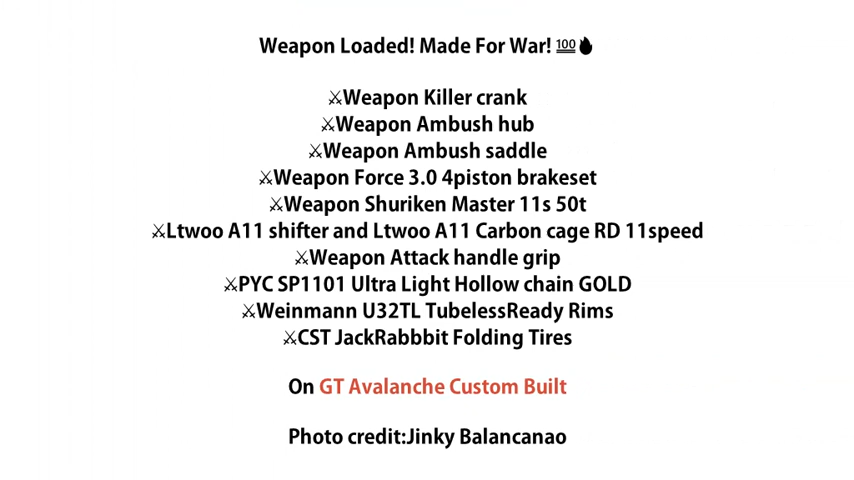 Weapon Loaded! Made For War! 💯🔥
⚔Weapon Killer crank
⚔Weapon Ambush hub
⚔Weapon Ambush saddle
⚔Weapon Force 3.0 4piston brakeset
⚔Weapon Shuriken Master 11s 50t
⚔Ltwoo A11 shifter and Ltwoo A11 Carbon cage RD 11speed
⚔Weapon Attack handle grip
⚔PYC SP1101 Ultra Light Hollow chain GOLD
⚔Weinmann U32TL TubelessReady Rims
⚔CST JackRabbbit Folding Tires
On GT Avalanche Custom Built
Photo credit:Jinky Balancanao